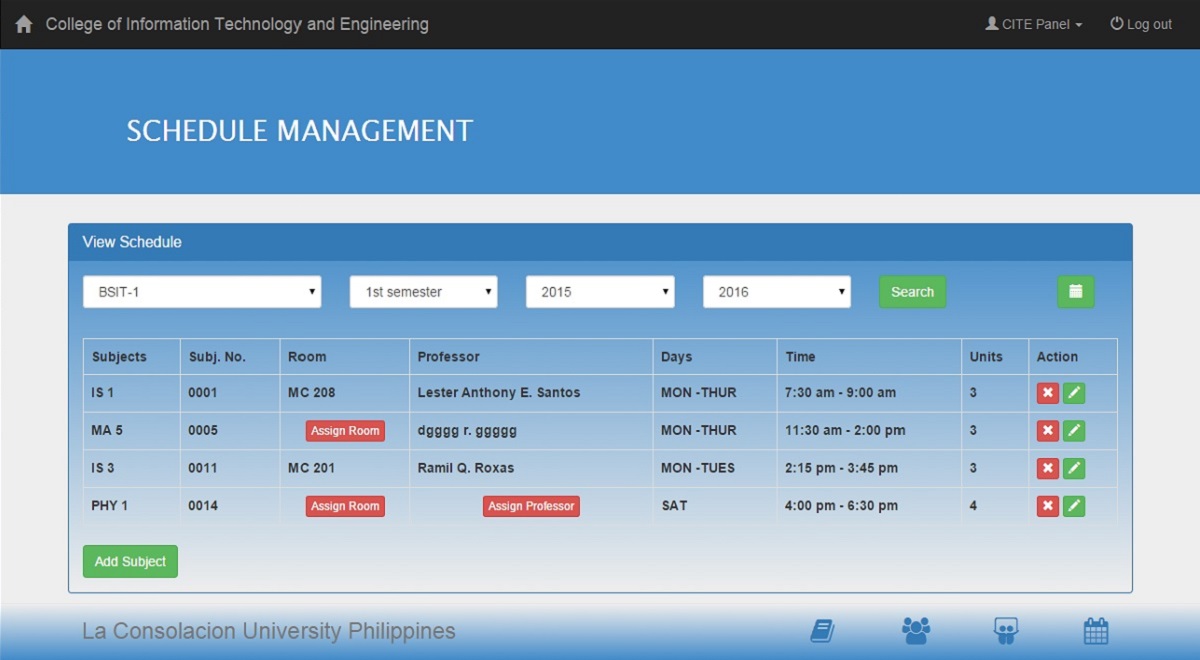 College of Information Technology and Engineering CITE Panel Log out
SCHEDULE MANAGEMENT
View Schedule
BSIT-1 1st semester 2015 2016 Search
Subjects Subj. No. Room Professor Days Time Units Action
IS 1 0001 MC 208 Lester Anthony E. Santos MON -THUR 7:30 am - 9:00 am 3
MA 5 0005 Assign Room dgggg r. ggggg MON -THUR 11:30 am - 2:00 pm 3
IS 3 0011 MC 201 Ramil Q. Roxas MON -TUES 2:15 pm - 3:45 pm 3
PHY 1 0014 Assign Room Assign Professor SAT 4:00 pm - 6:30 pm 4
Add Subject
La Consolacion University Philippines